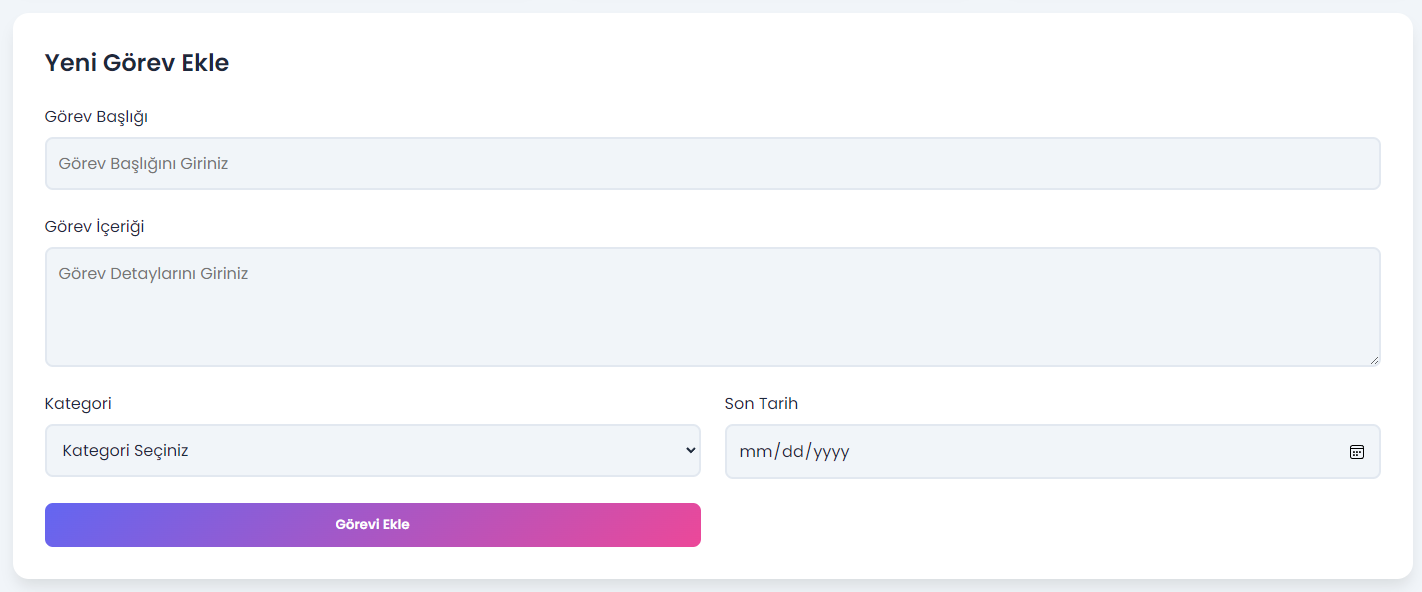 Yeni Görev Ekle
Görev Başlığı
Görev Başlığını Giriniz
Görev İçeriği
Görev Detaylarını Giriniz
Kategori
Kategori Seçiniz
Son Tarih
mm/dd/yyyy
Görevi Ekle